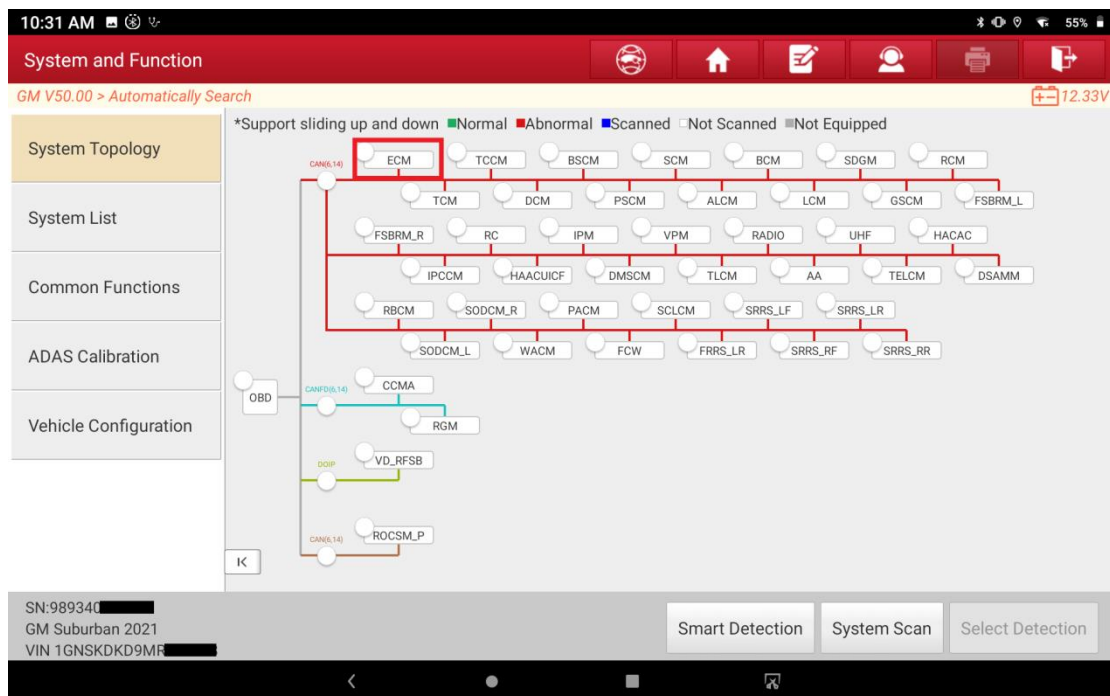 10:31 AM 55%
System and Function
GM V50.00 > Automatically Search 12.33V
System Topology
System List
Common Functions
ADAS Calibration
Vehicle Configuration
*Support sliding up and down Normal Abnormal Scanned Not Scanned Not Equipped
CAN(6,14) ECM TCCM BSCM SCM BCM SDGM RCM
TCM DCM PSCM ALCM LCM GSCM FSBRM_L
FSBRM_R RC IPM VPM RADIO UHF HACAC
IPCCM HAACUICF DMSCM TLCM AA TELCM DSAMM
RBCM SODCM_R PACM SCLCM SRRS_LF SRRS_LR
SODCM_L WACM FCW FRRS_LR SRRS_RF SRRS_RR
OBD
CANFD(6,14) CCMA
RGM
DOIP VD_RFSB
CAN(6,14) ROCSM_P
SN:989340
GM Suburban 2021
VIN 1GNSKDKD9MR
Smart Detection System Scan Select Detection